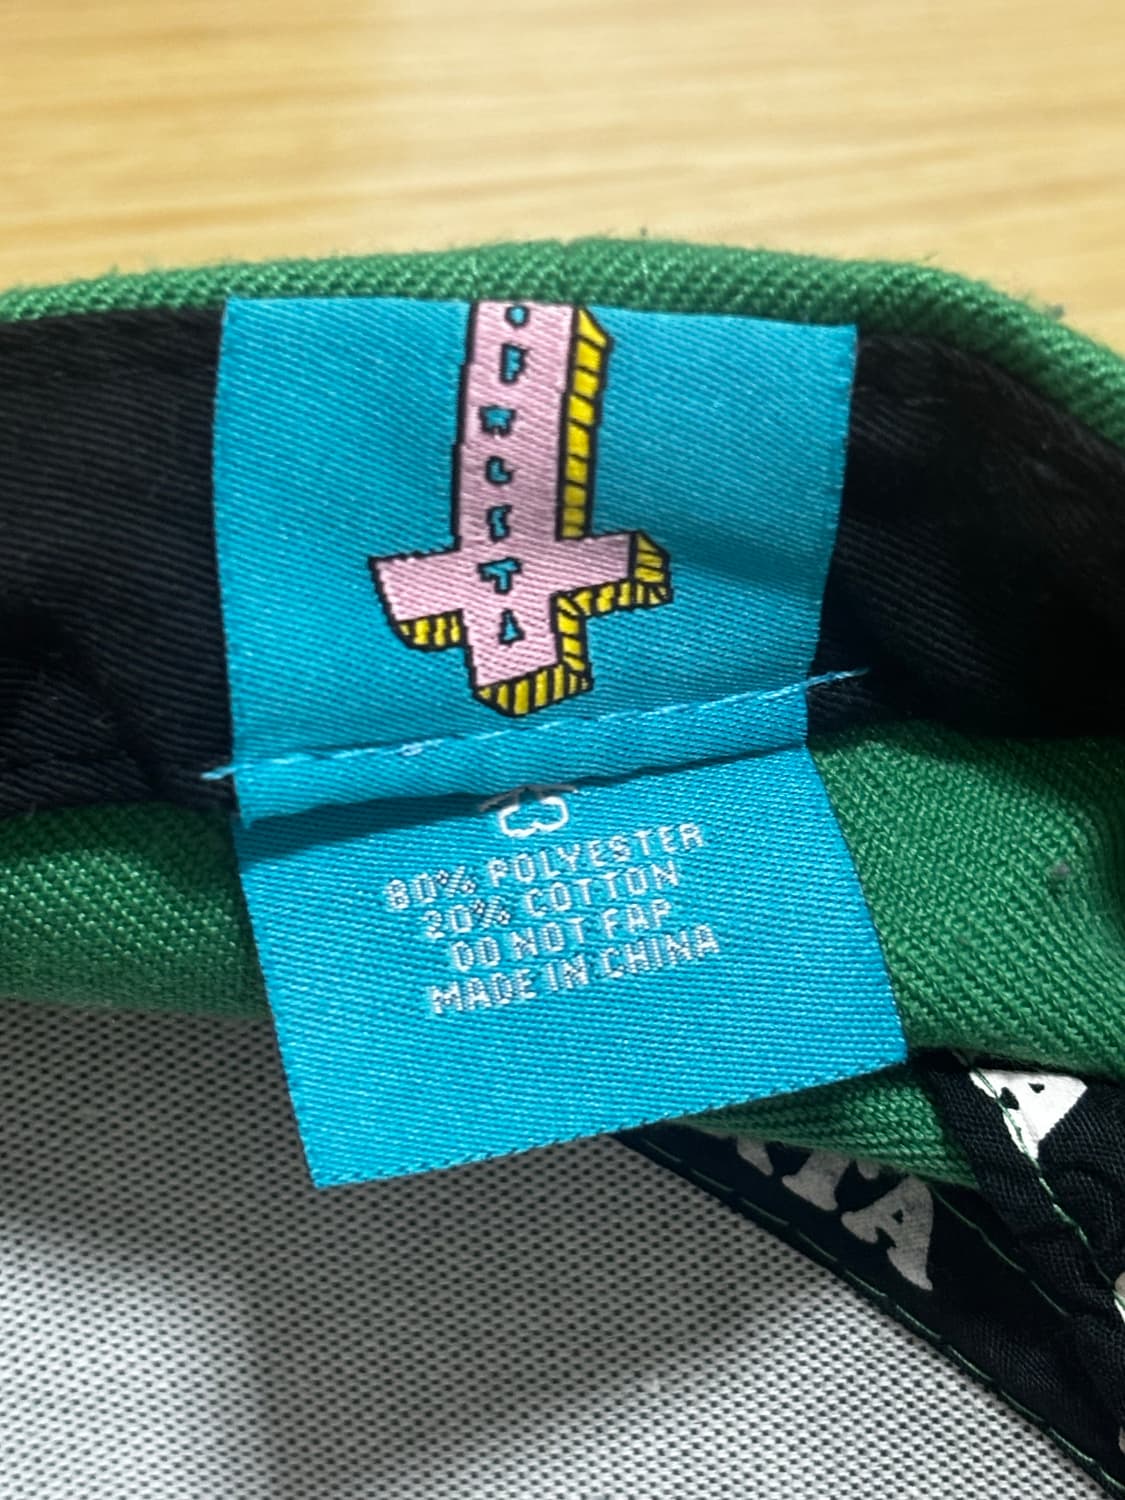 O
F
W
L
E
T
A
80% POLYESTER
20% COTTON
DO NOT FAP
MADE IN CHINA